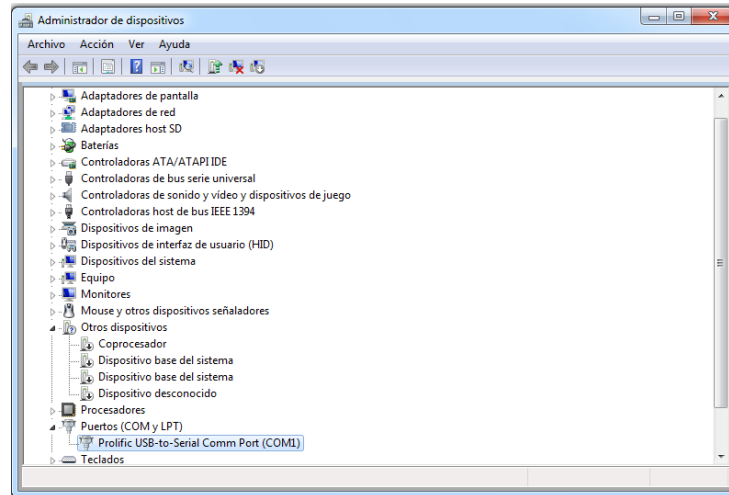 Administrador de dispositivos
Archivo Acción Ver Ayuda
Adaptadores de pantalla
Adaptadores de red
Adaptadores host SD
Baterías
Controladoras ATA/ATAPI IDE
Controladoras de bus serie universal
Controladoras de sonido y vídeo y dispositivos de juego
Controladoras host de bus IEEE 1394
Dispositivos de imagen
Dispositivos de interfaz de usuario (HID)
Dispositivos del sistema
Equipo
Monitores
Mouse y otros dispositivos señaladores
Otros dispositivos
Coprocesador
Dispositivo base del sistema
Dispositivo base del sistema
Dispositivo desconocido
Procesadores
Puertos (COM y LPT)
Prolific USB-to-Serial Comm Port (COM1)
Teclados